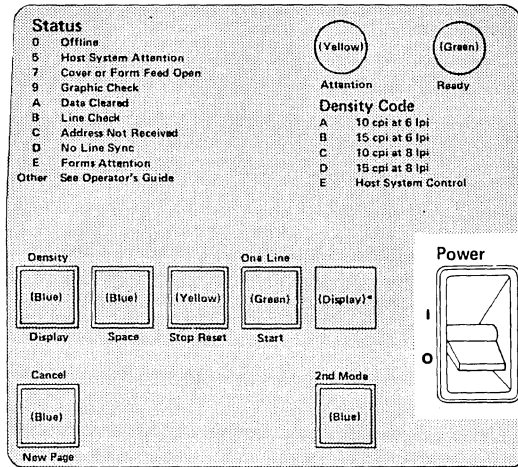 Status
0 Offline
5 Host System Attention
7 Cover or Form Feed Open
9 Graphic Check
A Data Cleared
B Line Check
C Address Not Received
D No Line Sync
E Forms Attention
Other See Operator's Guide
(Yellow)
Attention
(Green)
Ready
Density Code
A 10 cpi at 6 lpi
B 15 cpi at 6 lpi
C 10 cpi at 8 lpi
D 15 cpi at 8 lpi
E Host System Control
Density
(Blue)
Display
(Blue)
Space
(Yellow)
Stop Reset
One Line
(Green)
Start
(Display)*
Power
I
O
Cancel
(Blue)
New Page
2nd Mode
(Blue)